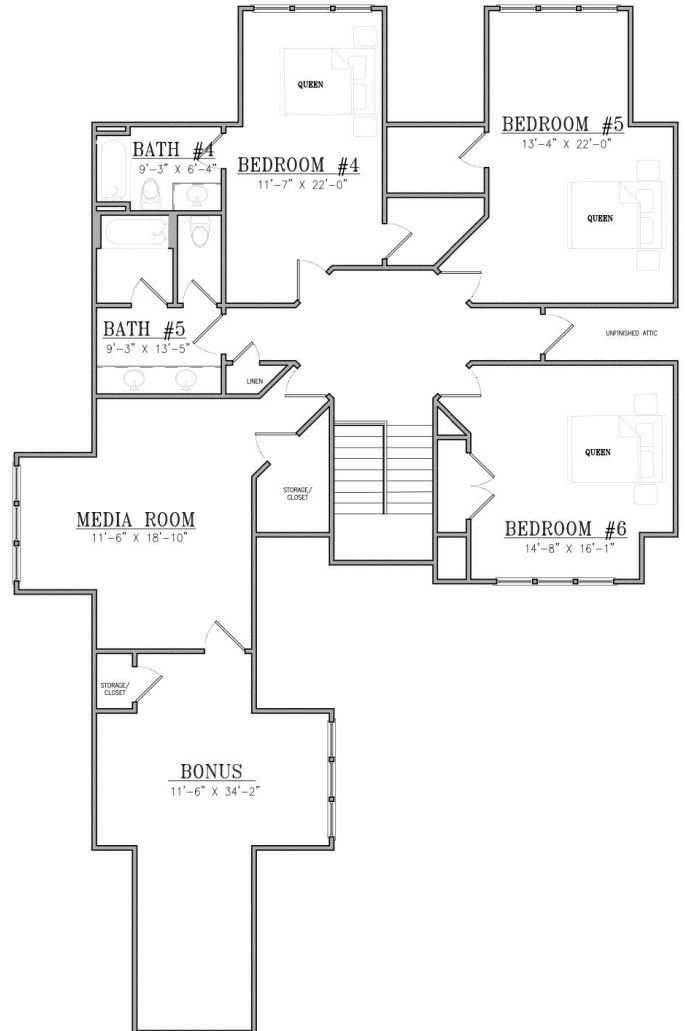 QUEEN
BEDROOM #5
13'-4" X 22'-0"
BATH #4
9'-3" X 6'-4"
BEDROOM #4
11'-7" X 22'-0"
QUEEN
BATH #5
9'-3" X 13'-5"
UNFINISHED ATTIC
LINEN
QUEEN
STORAGE/
CLOSET
MEDIA ROOM
11'-6" X 18'-10"
BEDROOM #6
14'-8" X 16'-1"
STORAGE/
CLOSET
BONUS
11'-6" X 34'-2"